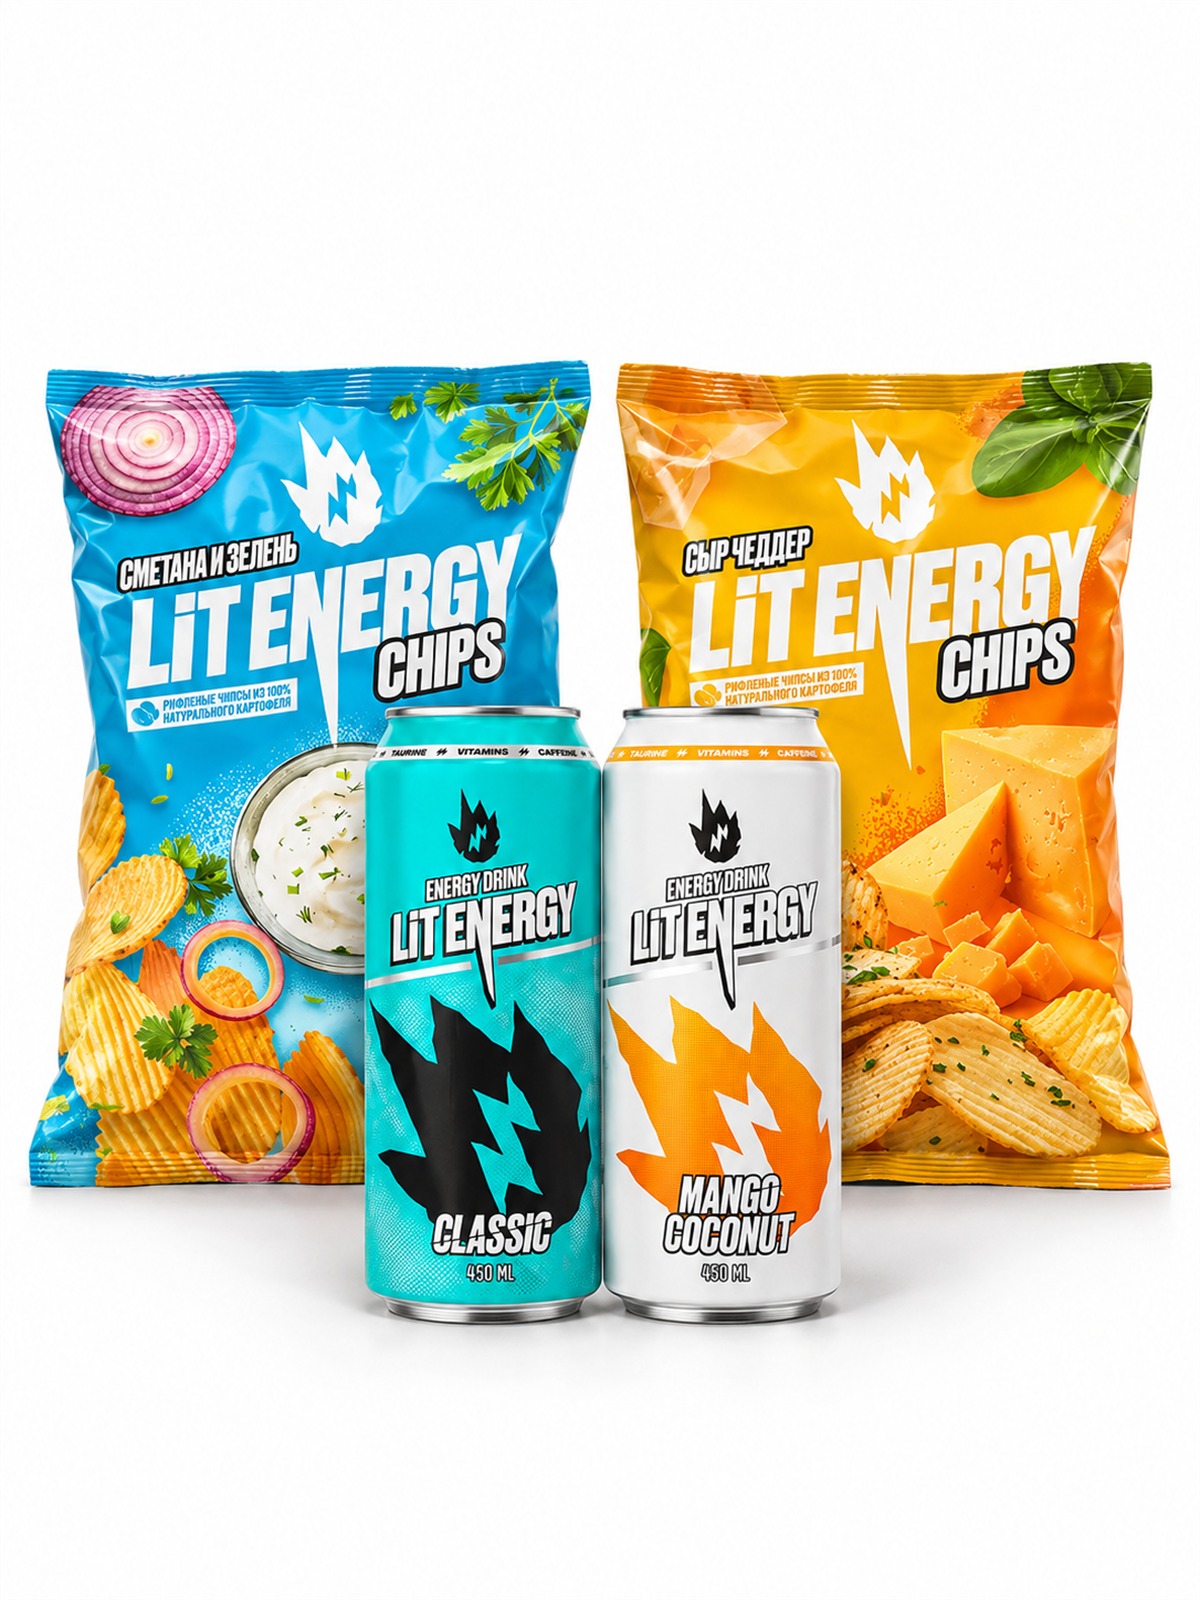 СМЕТАНА И ЗЕЛЕНЬ
LiT ENERGY
CHIPS
РИФЛЕНЫЕ ЧИПСЫ ИЗ 100%
НАТУРАЛЬНОГО КАРТОФЕЛЯ
СЫР ЧЕДДЕР
LiT ENERGY
CHIPS
РИФЛЕНЫЕ ЧИПСЫ ИЗ 100%
НАТУРАЛЬНОГО КАРТОФЕЛЯ
TAURINE VITAMINS CAFFEINE
ENERGY DRINK
LiT ENERGY
CLASSIC
450 ML
TAURINE VITAMINS CAFFEINE
ENERGY DRINK
LiT ENERGY
MANGO
COCONUT
450 ML